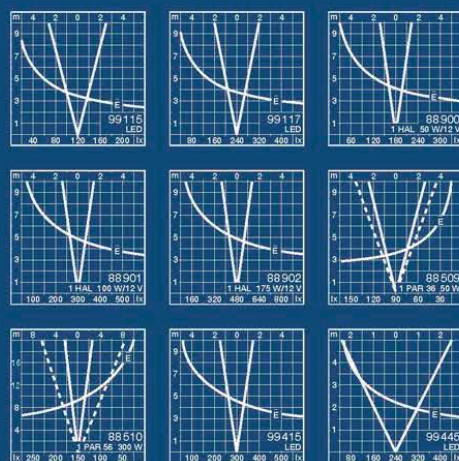 m 4 2 0 2 4
9
7
5
3
1
E
99115
LED
40 80 120 160 200 lx
m 4 2 0 2 4
9
7
5
3
1
E
99117
LED
80 160 240 320 400 lx
m 4 2 0 2 4
9
7
5
3
1
E
88900
1 HAL 50 W/12 V
60 120 180 240 300 lx
m 4 2 0 2 4
9
7
5
3
1
E
88901
1 HAL 100 W/12 V
100 200 300 400 500 lx
m 4 2 0 2 4
9
7
5
3
1
E
88902
1 HAL 175 W/12 V
160 320 480 640 800 lx
m 4 2 0 2 4
9
7
5
3
1
E
88509
1 PAR 36 50 W
lx 150 120 90 60 30
m 8 4 0 4 8
16
12
8
4
E
88510
1 PAR 56 300 W
lx 250 200 150 100 50
m 4 2 0 2 4
9
7
5
3
1
E
99415
LED
100 200 300 400 500 lx
m 2 1 0 1 2
4
3
2
1
E
99445
LED
80 160 240 320 400 lx